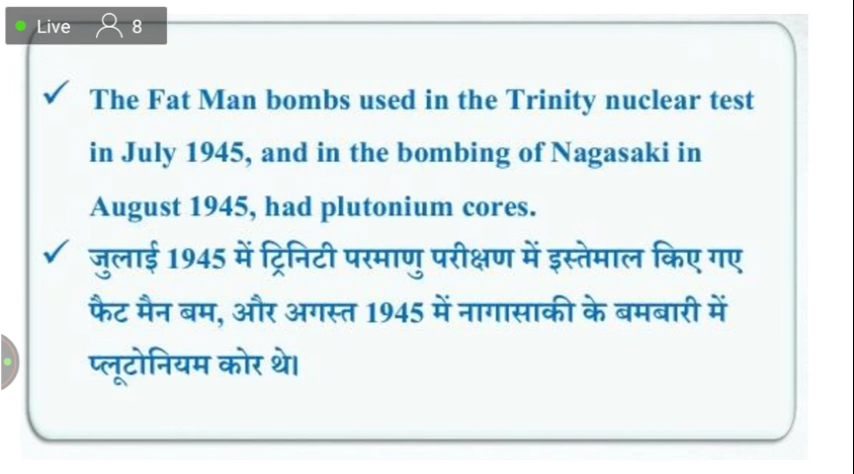 Live 8
✓ The Fat Man bombs used in the Trinity nuclear test
in July 1945, and in the bombing of Nagasaki in
August 1945, had plutonium cores.
✓ जुलाई 1945 में ट्रिनिटी परमाणु परीक्षण में इस्तेमाल किए गए
फैट मैन बम, और अगस्त 1945 में नागासाकी के बमबारी में
प्लूटोनियम कोर थे।